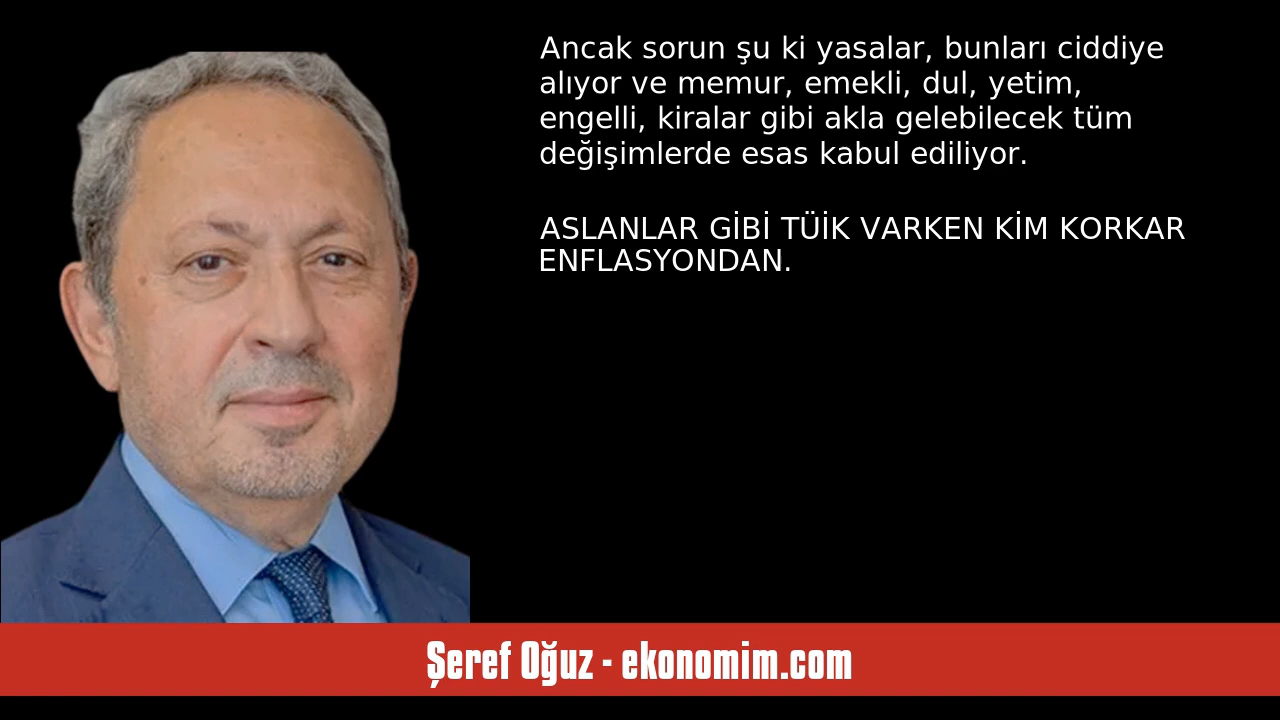 Ancak sorun şu ki yasalar, bunları ciddiye
alıyor ve memur, emekli, dul, yetim,
engelli, kiralar gibi akla gelebilecek tüm
değişimlerde esas kabul ediliyor.
ASLANLAR GİBİ TÜİK VARKEN KİM KORKAR
ENFLASYONDAN.
Şeref Oğuz - ekonomim.com